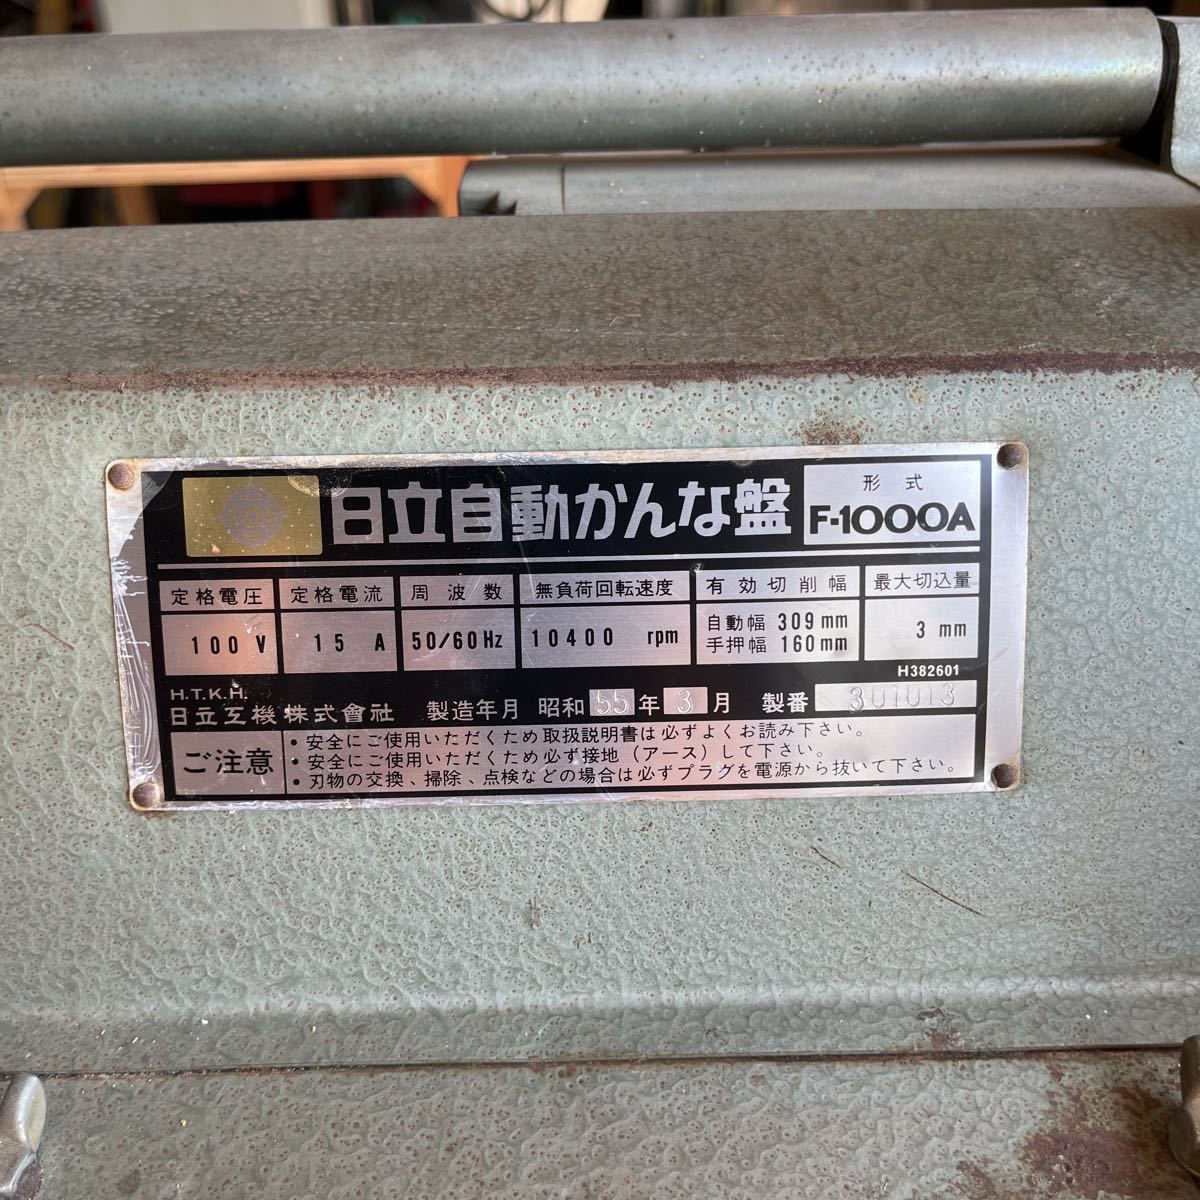 日立自動かんな盤
形式
F-1000A
定格電圧 定格電流 周波数 無負荷回転速度 有効切削幅 最大切込量
100 V 15 A 50/60 Hz 10400 rpm 自動幅 309 mm 3 mm
手押幅 160 mm
H382601
H.T.K.H.
日立工機株式會社 製造年月 昭和 55 年 3 月 製番 301013
ご注意
・安全にご使用いただくため取扱説明書は必ずよくお読み下さい。
・安全にご使用いただくため必ず接地（アース）して下さい。
・刃物の交換、掃除、点検などの場合は必ずプラグを電源から抜いて下さい。